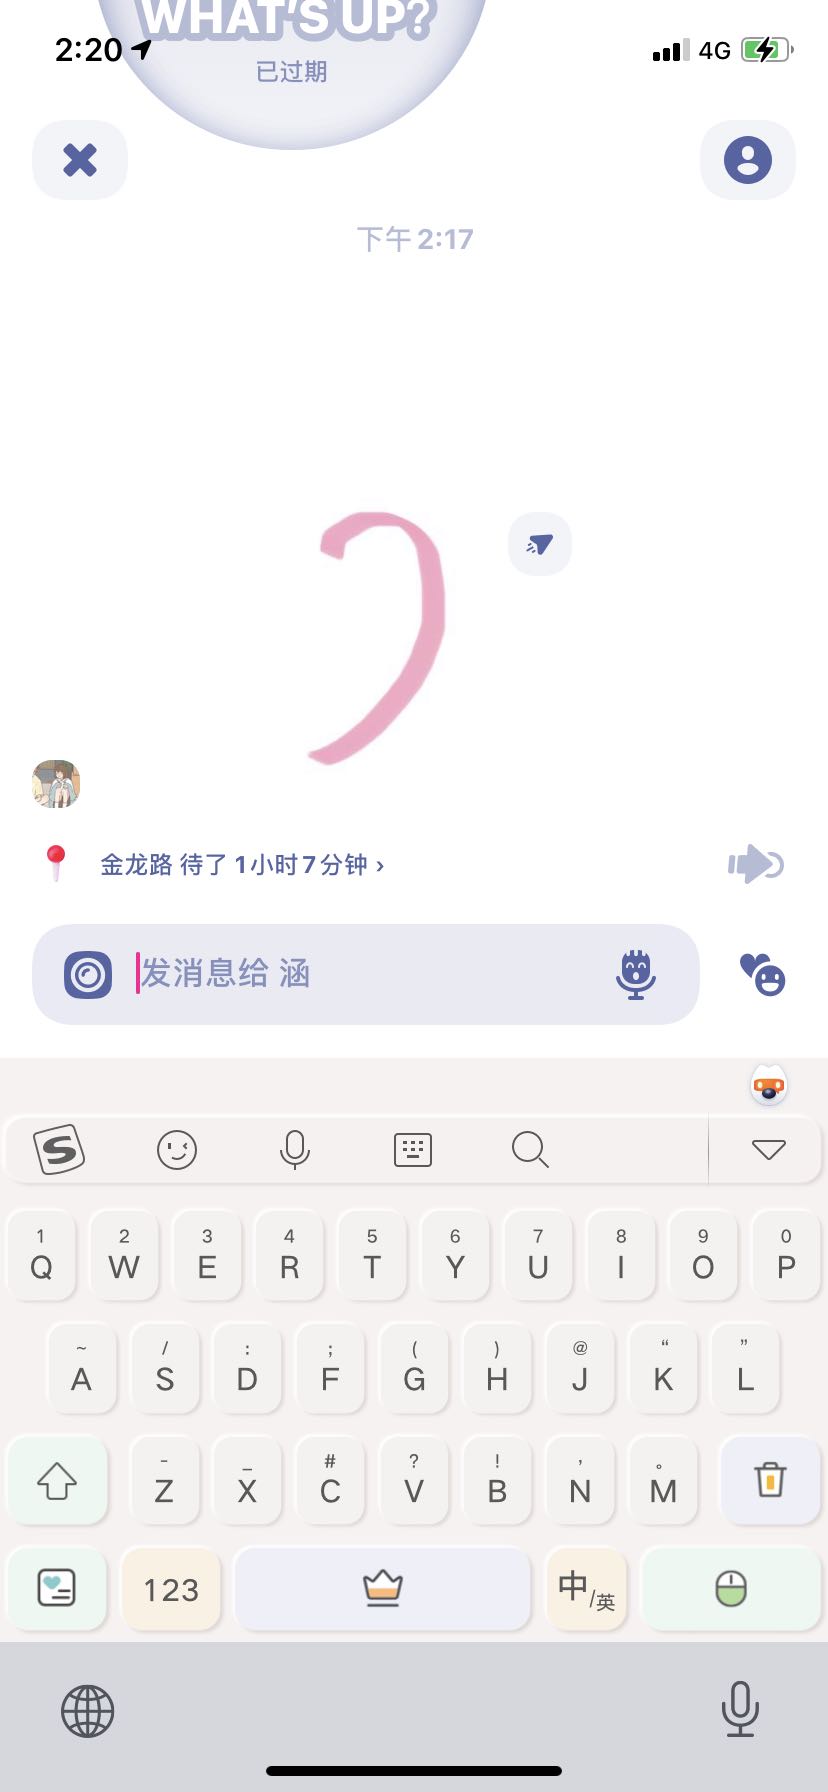 WHAT'S UP?
2:20
4G
已过期
下午 2:17
金龙路 待了 1小时7分钟 ›
发消息给 涵
S
1 2 3 4 5 6 7 8 9 0
Q W E R T Y U I O P
~ / : ; ( ) @ “ ”
A S D F G H J K L
- _ # ? ! ' 。
Z X C V B N M
123
中/英